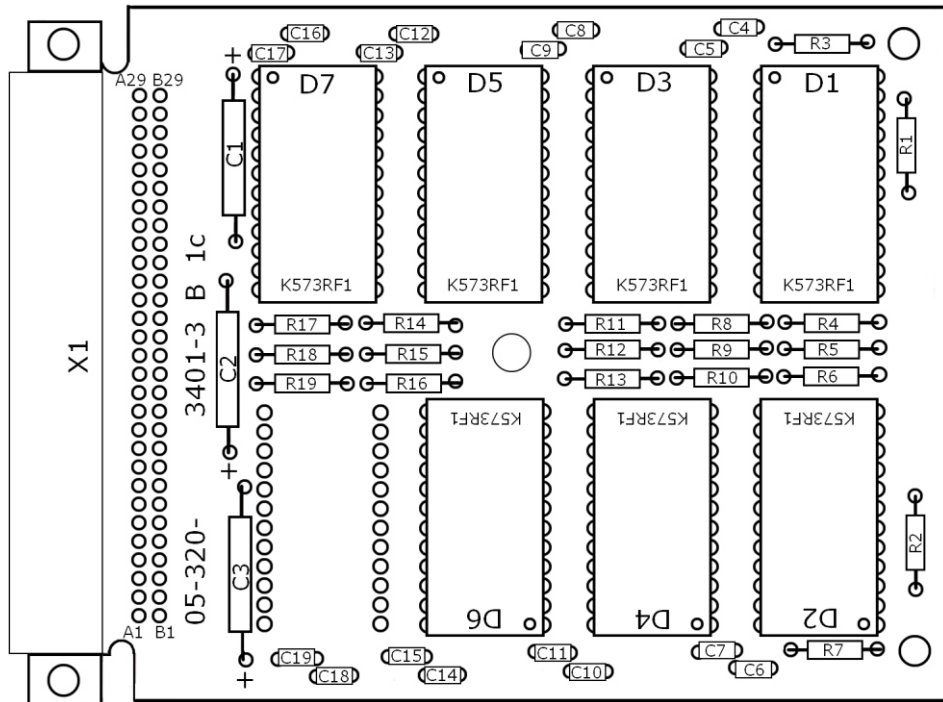 C16
C12
C8
C4
C17
C13
C9
C5
R3
+
A29 B29
D7
D5
D3
D1
C1
R1
K573RF1
K573RF1
K573RF1
K573RF1
X1
05-320-3401-3 B 1c
R17
R14
R11
R8
R4
R18
R15
R12
R9
R5
C2
R19
R16
R13
R10
R6
K573RF1
K573RF1
K573RF1
+
C3
R2
D6
D4
D2
A1 B1
R7
C19
C15
C11
C7
+
C18
C14
C10
C6